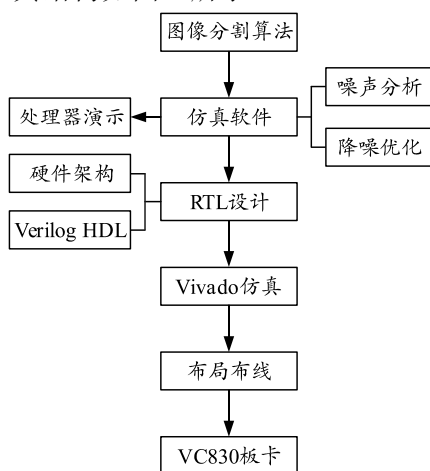 图像分割算法
噪声分析
处理器演示
仿真软件
降噪优化
硬件架构
RTL设计
Verilog HDL
Vivado仿真
布局布线
VC830板卡